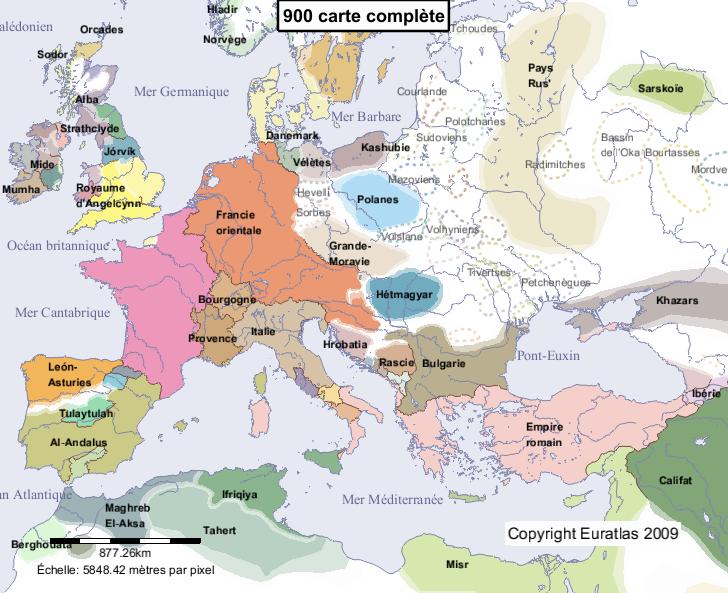 900 carte complète
Hladir
Norvège
Tchoudes
alédonien
Orcades
Sodor
Pays
Rus'
Sarskoïe
Mer Germanique
Courlande
Alba
Mer Barbare
Polotchanes
Strathclyde
Danemark
Sudoviens
Bassin
de l'Oka
Bourtasses
Jórvík
Kashubie
Mide
Vélètes
Radimitches
Mordve
Mumha
Royaume
d'Angelcynn
Hevelli
Mazoviens
Polanes
Sorbes
Francie
orientale
Volhyniens
Vuislane
Océan britannique
Grande-
Moravie
Tivertses
Petchenègues
Bourgogne
Hétmagyar
Khazars
Mer Cantabrique
Provence
Italie
Hrobatia
Rascie
Bulgarie
Pont-Euxin
León-
Asturies
Ibérie
Tulaytulah
Al-Andalus
Empire
romain
Califat
an Atlantique
Maghreb
El-Aksa
Ifriqiya
Mer Méditerranée
Tahert
Copyright Euratlas 2009
Berghouata
877.26km
Misr
Échelle: 5848.42 mètres par pixel